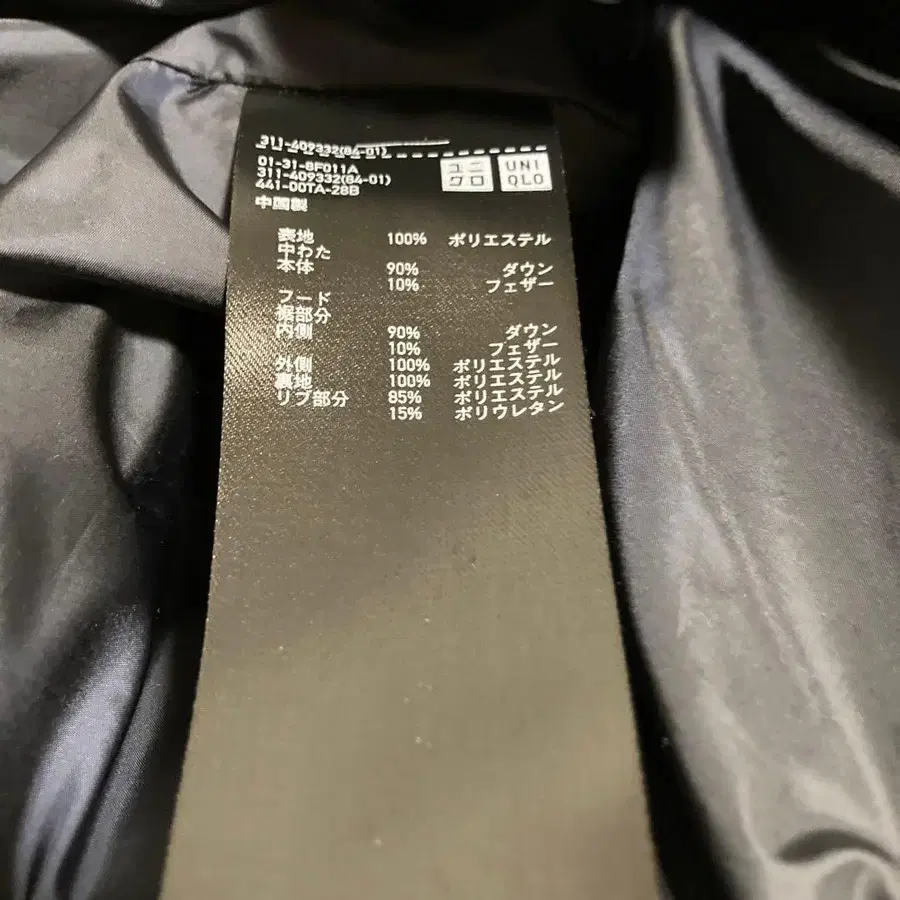 311-409332(84-01)
ユニ クロ
UNI QLO
01-31-8F011A
311-409332(84-01)
441-001A-28B
中国製
表地 100% ポリエステル
中わた
本体 90% ダウン
10% フェザー
フード
裾部分
内側 90% ダウン
10% フェザー
外側 100% ポリエステル
裏地 100% ポリエステル
リブ部分 85% ポリエステル
15% ポリウレタン